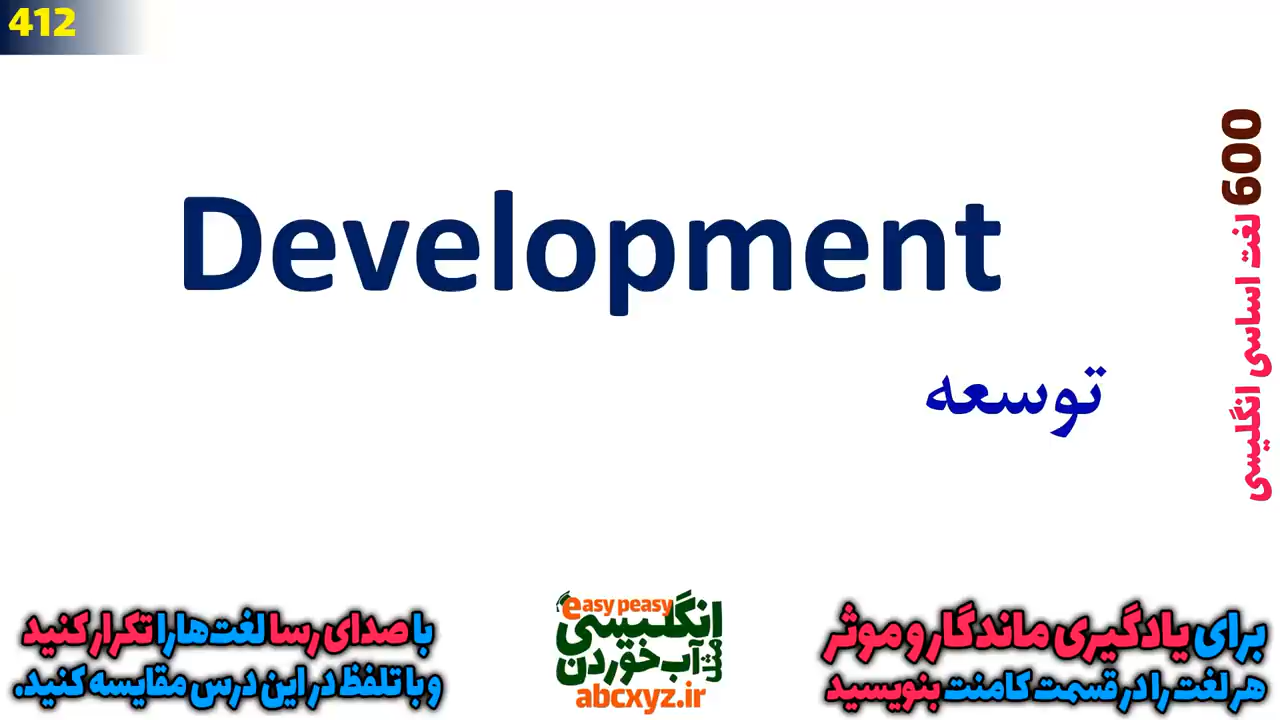 412
Development
توسعه
600 لغت اساسی انگلیسی
برای یادگیری ماندگار و موثر
هر لغت را در قسمت کامنت بنویسید
easy peasy
انگلیسی
مثل آب خوردن
abcxyz.ir
با صدای رسا لغت‌ها را تکرار کنید
و با تلفظ در این درس مقایسه کنید.